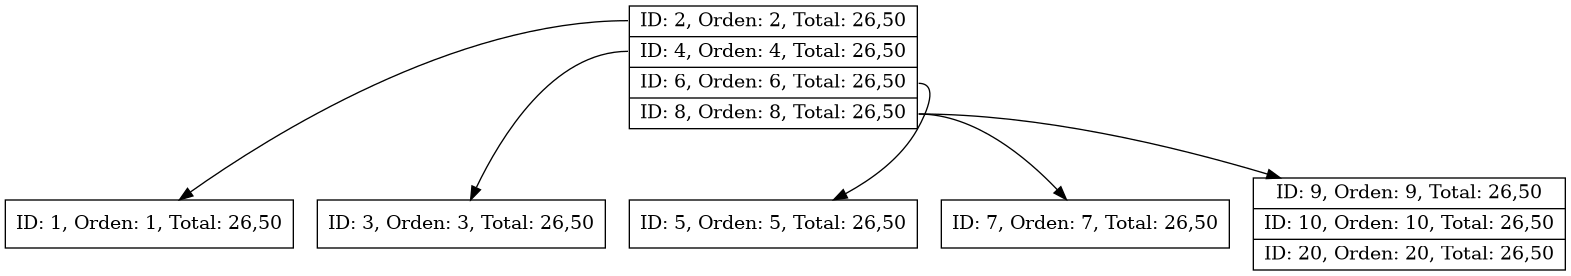 ID: 2, Orden: 2, Total: 26,50
ID: 4, Orden: 4, Total: 26,50
ID: 6, Orden: 6, Total: 26,50
ID: 8, Orden: 8, Total: 26,50
ID: 1, Orden: 1, Total: 26,50
ID: 3, Orden: 3, Total: 26,50
ID: 5, Orden: 5, Total: 26,50
ID: 7, Orden: 7, Total: 26,50
ID: 9, Orden: 9, Total: 26,50
ID: 10, Orden: 10, Total: 26,50
ID: 20, Orden: 20, Total: 26,50